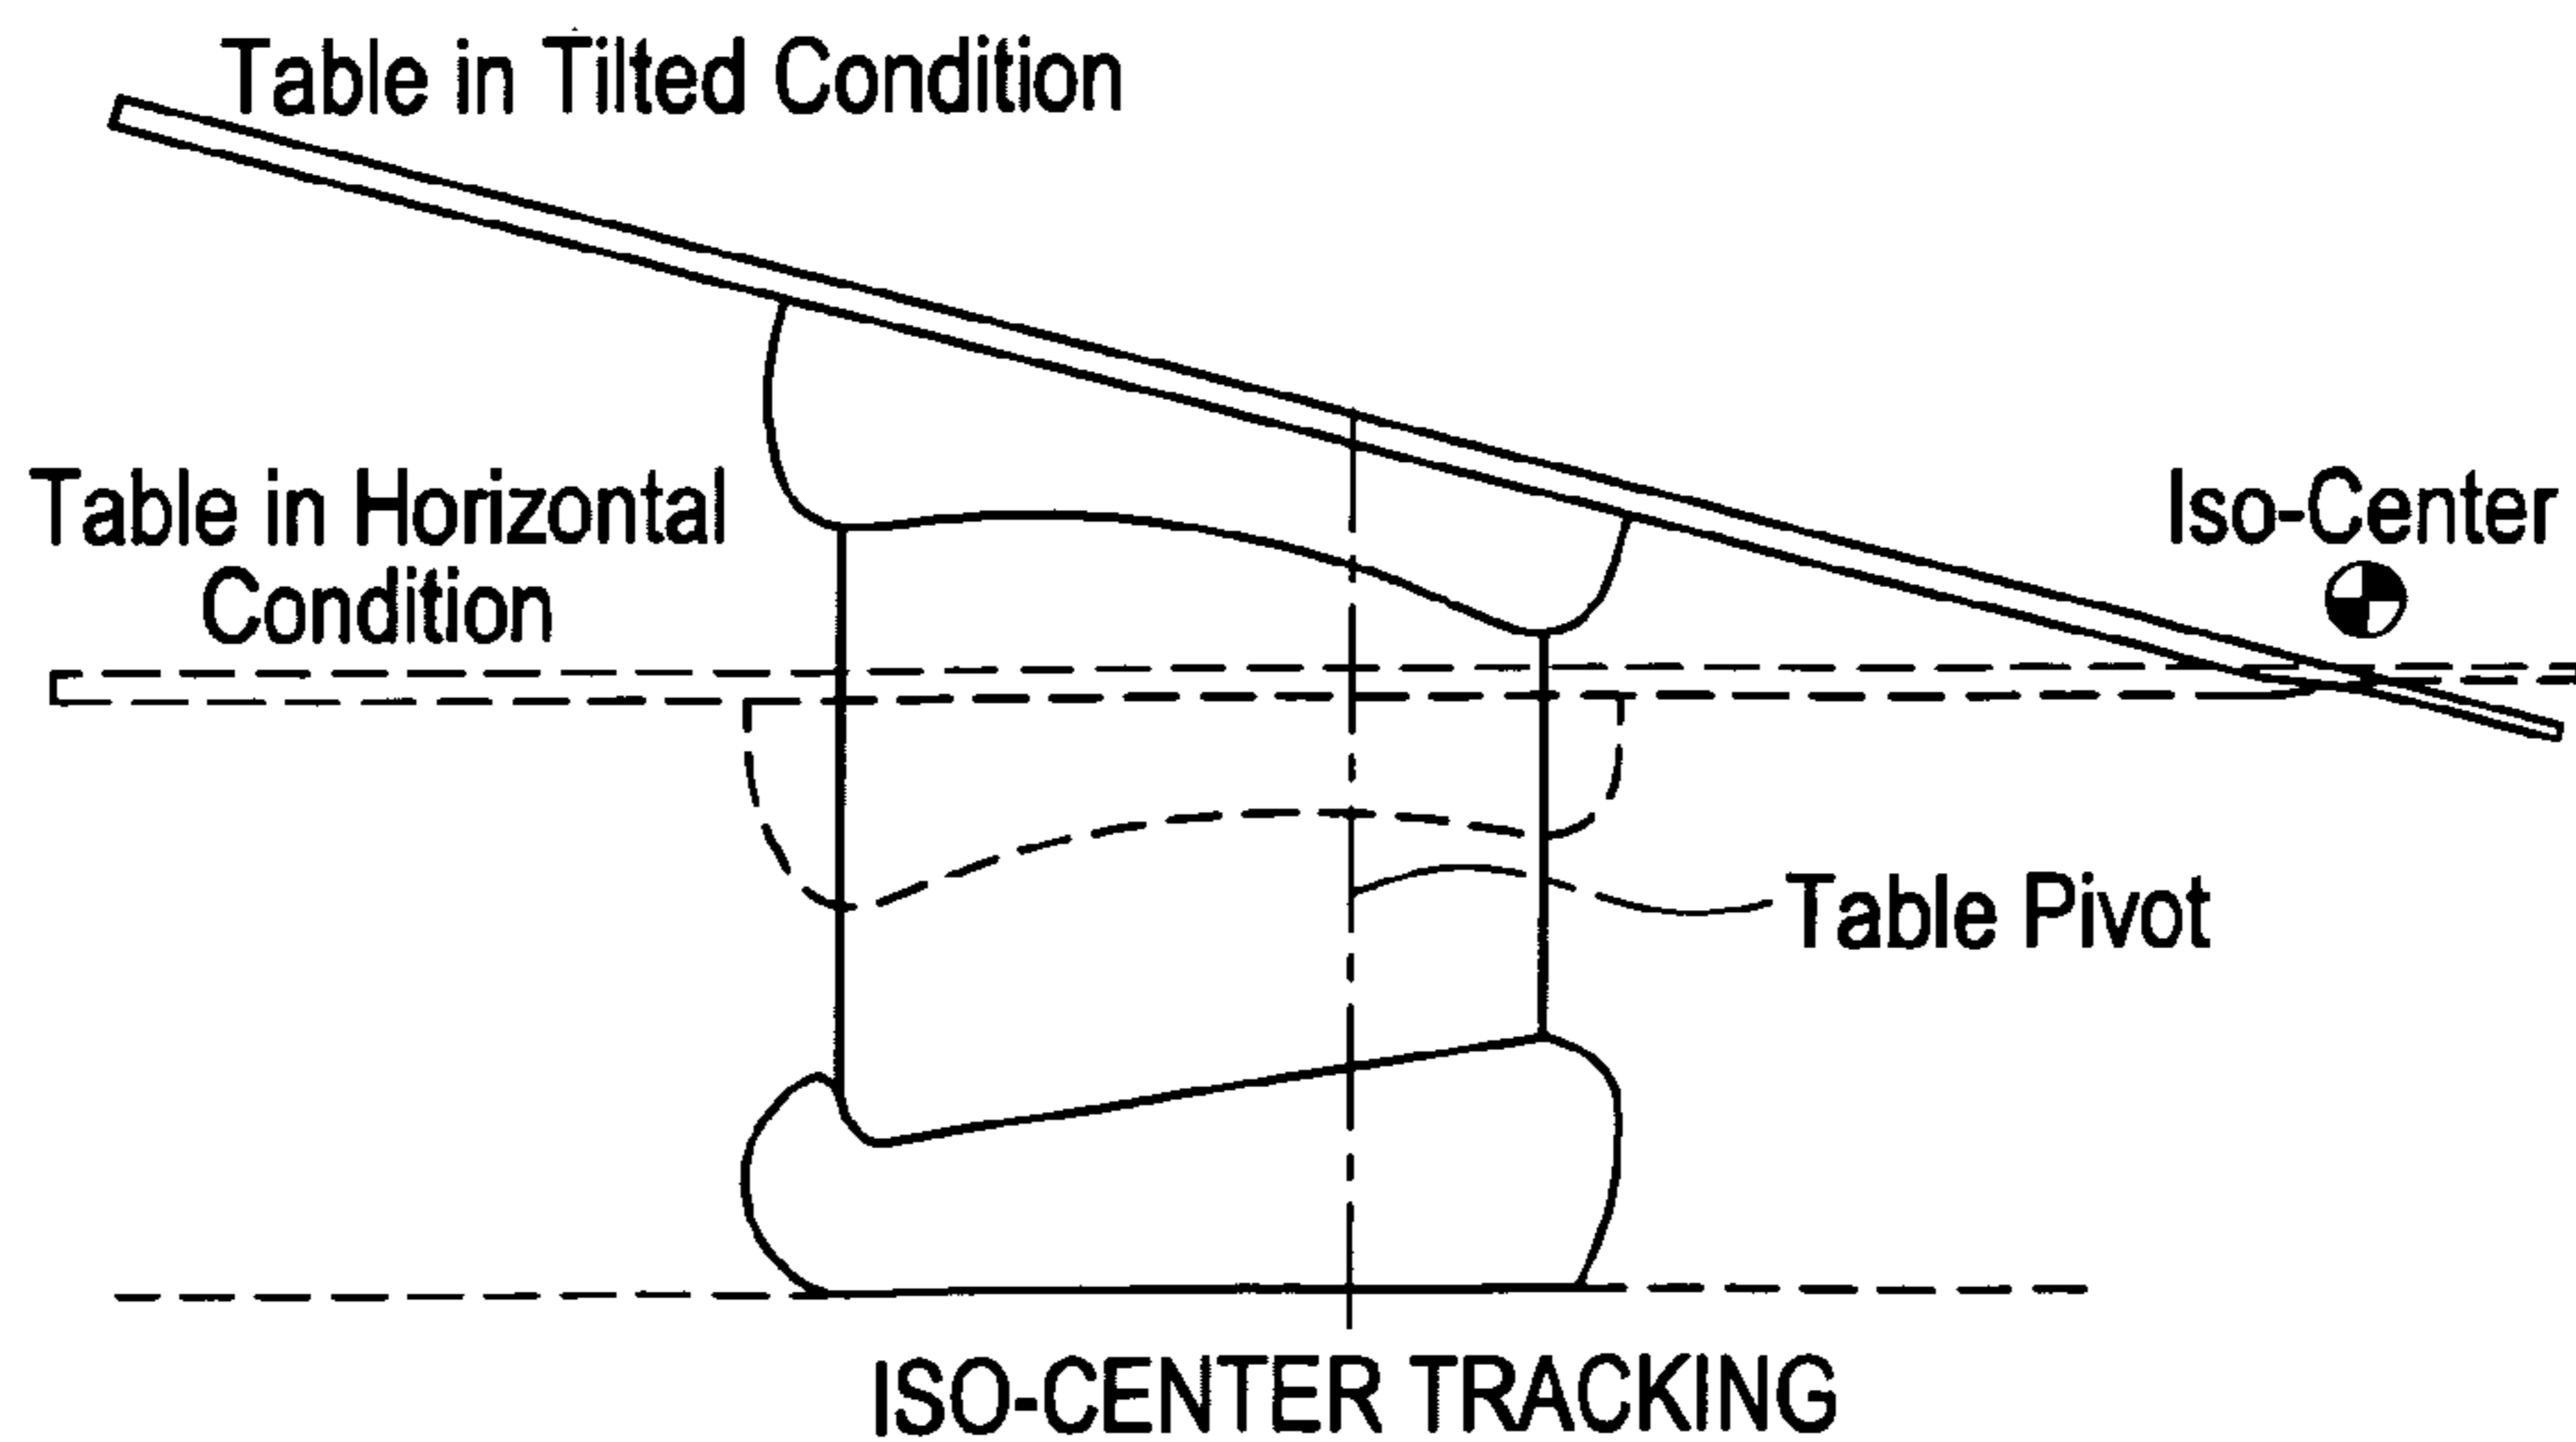 Table in Tilted Condition
Table in Horizontal
Condition
Iso-Center
Table Pivot
ISO-CENTER TRACKING